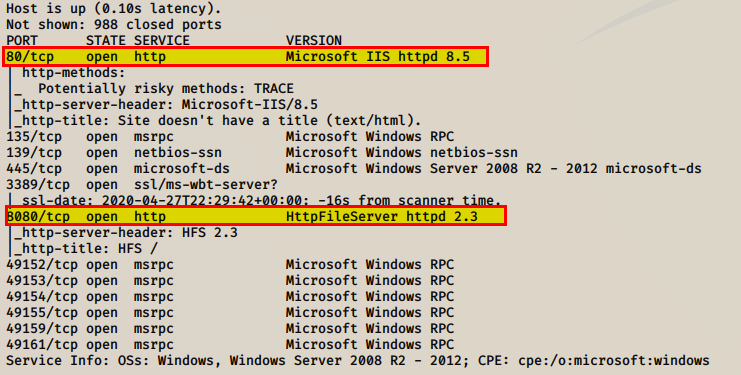 Host is up (0.10s latency).
Not shown: 988 closed ports
PORT      STATE SERVICE            VERSION
80/tcp    open  http               Microsoft IIS httpd 8.5
| http-methods:
|_  Potentially risky methods: TRACE
|_http-server-header: Microsoft-IIS/8.5
|_http-title: Site doesn't have a title (text/html).
135/tcp   open  msrpc              Microsoft Windows RPC
139/tcp   open  netbios-ssn        Microsoft Windows netbios-ssn
445/tcp   open  microsoft-ds       Microsoft Windows Server 2008 R2 - 2012 microsoft-ds
3389/tcp  open  ssl/ms-wbt-server?
|_ssl-date: 2020-04-27T22:29:42+00:00; -16s from scanner time.
8080/tcp  open  http               HttpFileServer httpd 2.3
|_http-server-header: HFS 2.3
|_http-title: HFS /
49152/tcp open  msrpc              Microsoft Windows RPC
49153/tcp open  msrpc              Microsoft Windows RPC
49154/tcp open  msrpc              Microsoft Windows RPC
49155/tcp open  msrpc              Microsoft Windows RPC
49159/tcp open  msrpc              Microsoft Windows RPC
49161/tcp open  msrpc              Microsoft Windows RPC
Service Info: OSs: Windows, Windows Server 2008 R2 - 2012; CPE: cpe:/o:microsoft:windows